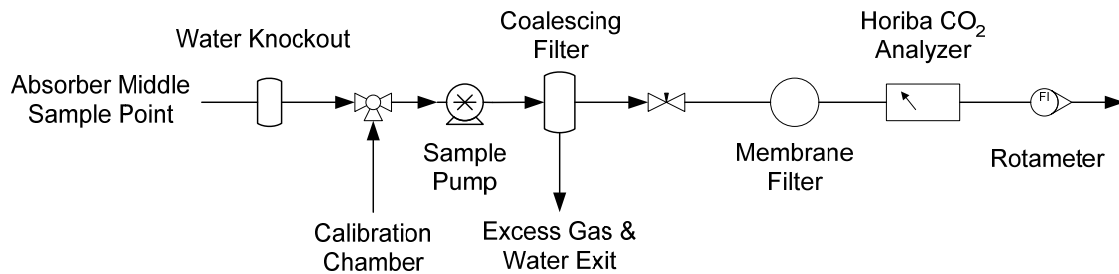 Water Knockout
Coalescing
Filter
Horiba CO₂
Analyzer
Absorber Middle
Sample Point
FI
Sample
Pump
Membrane
Filter
Rotameter
Calibration
Chamber
Excess Gas &
Water Exit